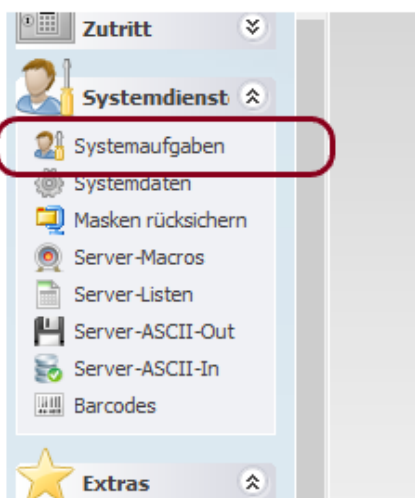 Zutritt
Systemdienst
Systemaufgaben
Systemdaten
Masken rücksichern
Server-Macros
Server-Listen
Server-ASCII-Out
Server-ASCII-In
Barcodes
Extras